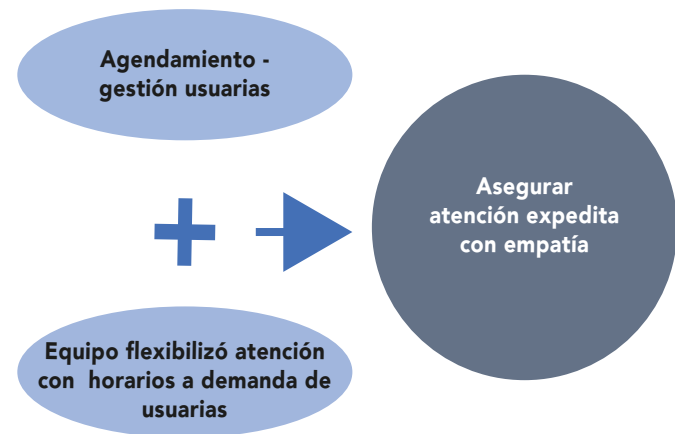 Agendamiento -
gestión usuarias
Asegurar
atención expedita
con empatía
Equipo flexibilizó atención
con horarios a demanda de
usuarias